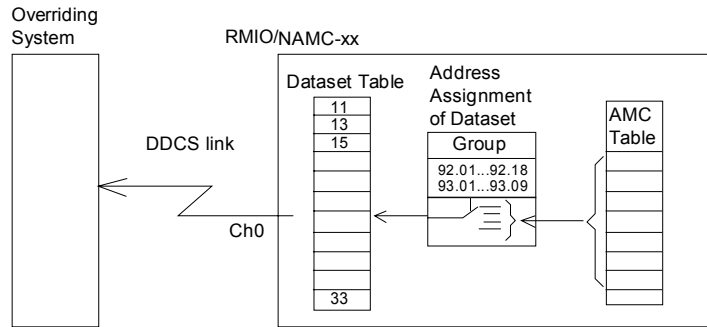 Overriding
System
RMIO/NAMC-xx
Dataset Table
11
13
15
33
DDCS link
Ch0
Address
Assignment
of Dataset
Group
92.01...92.18
93.01...93.09
AMC
Table